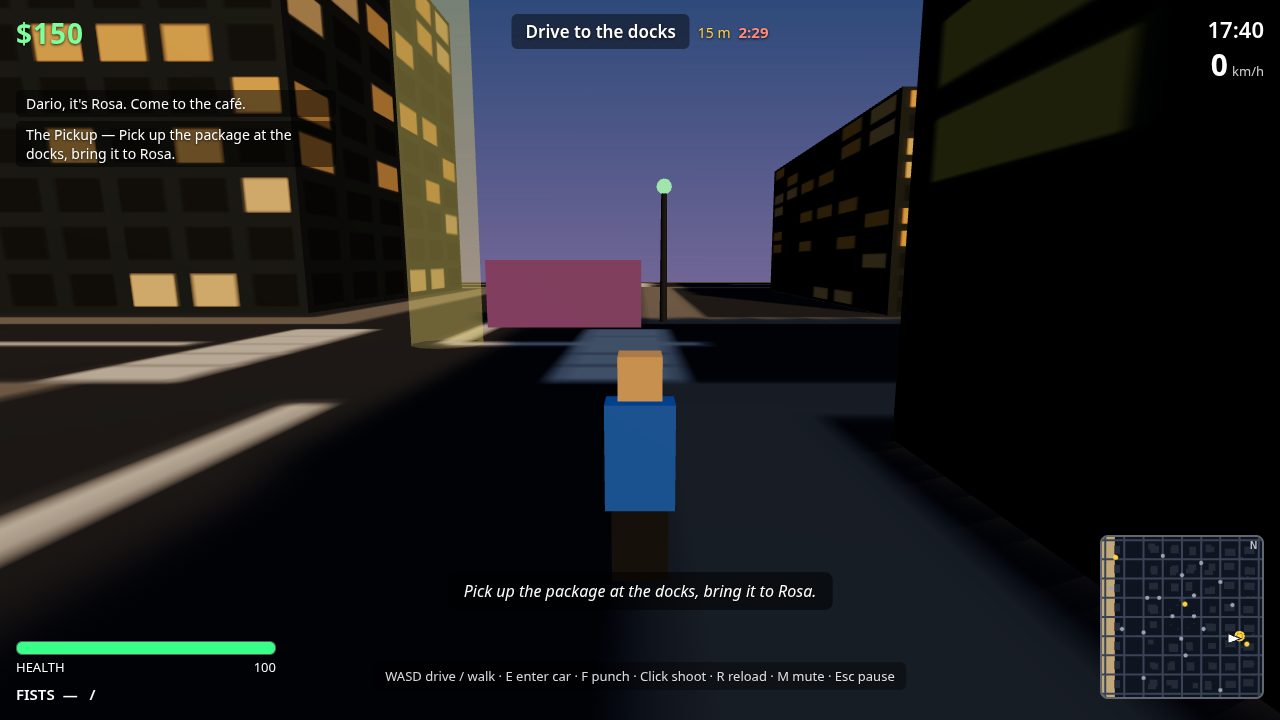 $150
Drive to the docks 15 m 2:29
17:40
0 km/h
Dario, it's Rosa. Come to the café.
The Pickup — Pick up the package at the
docks, bring it to Rosa.
N
Pick up the package at the docks, bring it to Rosa.
HEALTH 100
FISTS — /
WASD drive / walk · E enter car · F punch · Click shoot · R reload · M mute · Esc pause